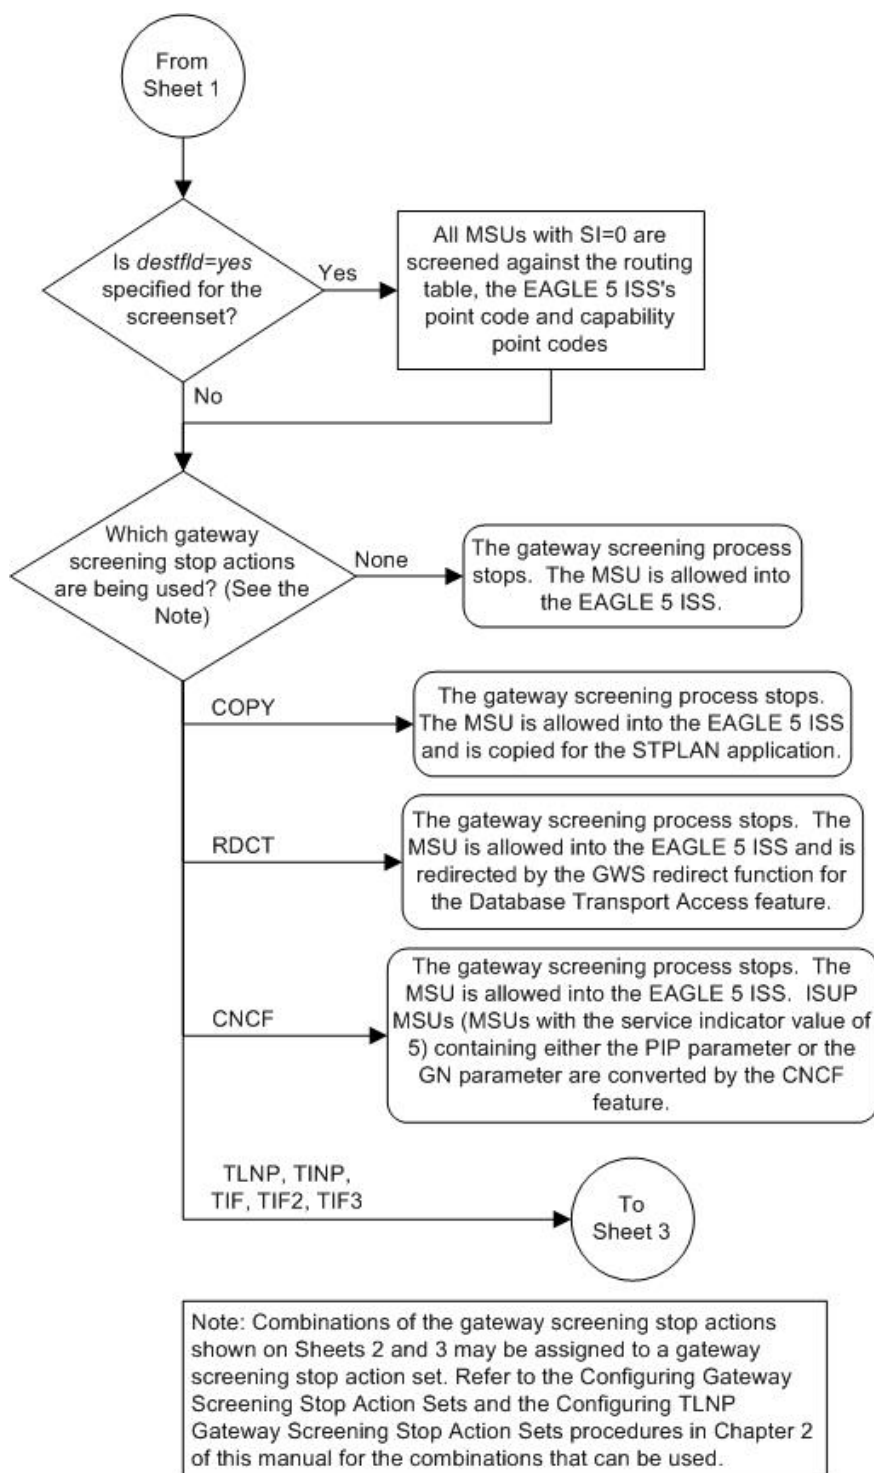 From
Sheet 1
Is destfld=yes
specified for the
screenset?
Yes
All MSUs with SI=0 are
screened against the routing
table, the EAGLE 5 ISS's
point code and capability
point codes
No
Which gateway
screening stop actions
are being used? (See the
Note)
None
The gateway screening process
stops. The MSU is allowed into
the EAGLE 5 ISS.
COPY
The gateway screening process stops.
The MSU is allowed into the EAGLE 5 ISS
and is copied for the STPLAN application.
RDCT
The gateway screening process stops. The
MSU is allowed into the EAGLE 5 ISS and is
redirected by the GWS redirect function for
the Database Transport Access feature.
CNCF
The gateway screening process stops. The
MSU is allowed into the EAGLE 5 ISS. ISUP
MSUs (MSUs with the service indicator value of
5) containing either the PIP parameter or the
GN parameter are converted by the CNCF
feature.
TLNP, TINP,
TIF, TIF2, TIF3
To
Sheet 3
Note: Combinations of the gateway screening stop actions
shown on Sheets 2 and 3 may be assigned to a gateway
screening stop action set. Refer to the Configuring Gateway
Screening Stop Action Sets and the Configuring TLNP
Gateway Screening Stop Action Sets procedures in Chapter 2
of this manual for the combinations that can be used.